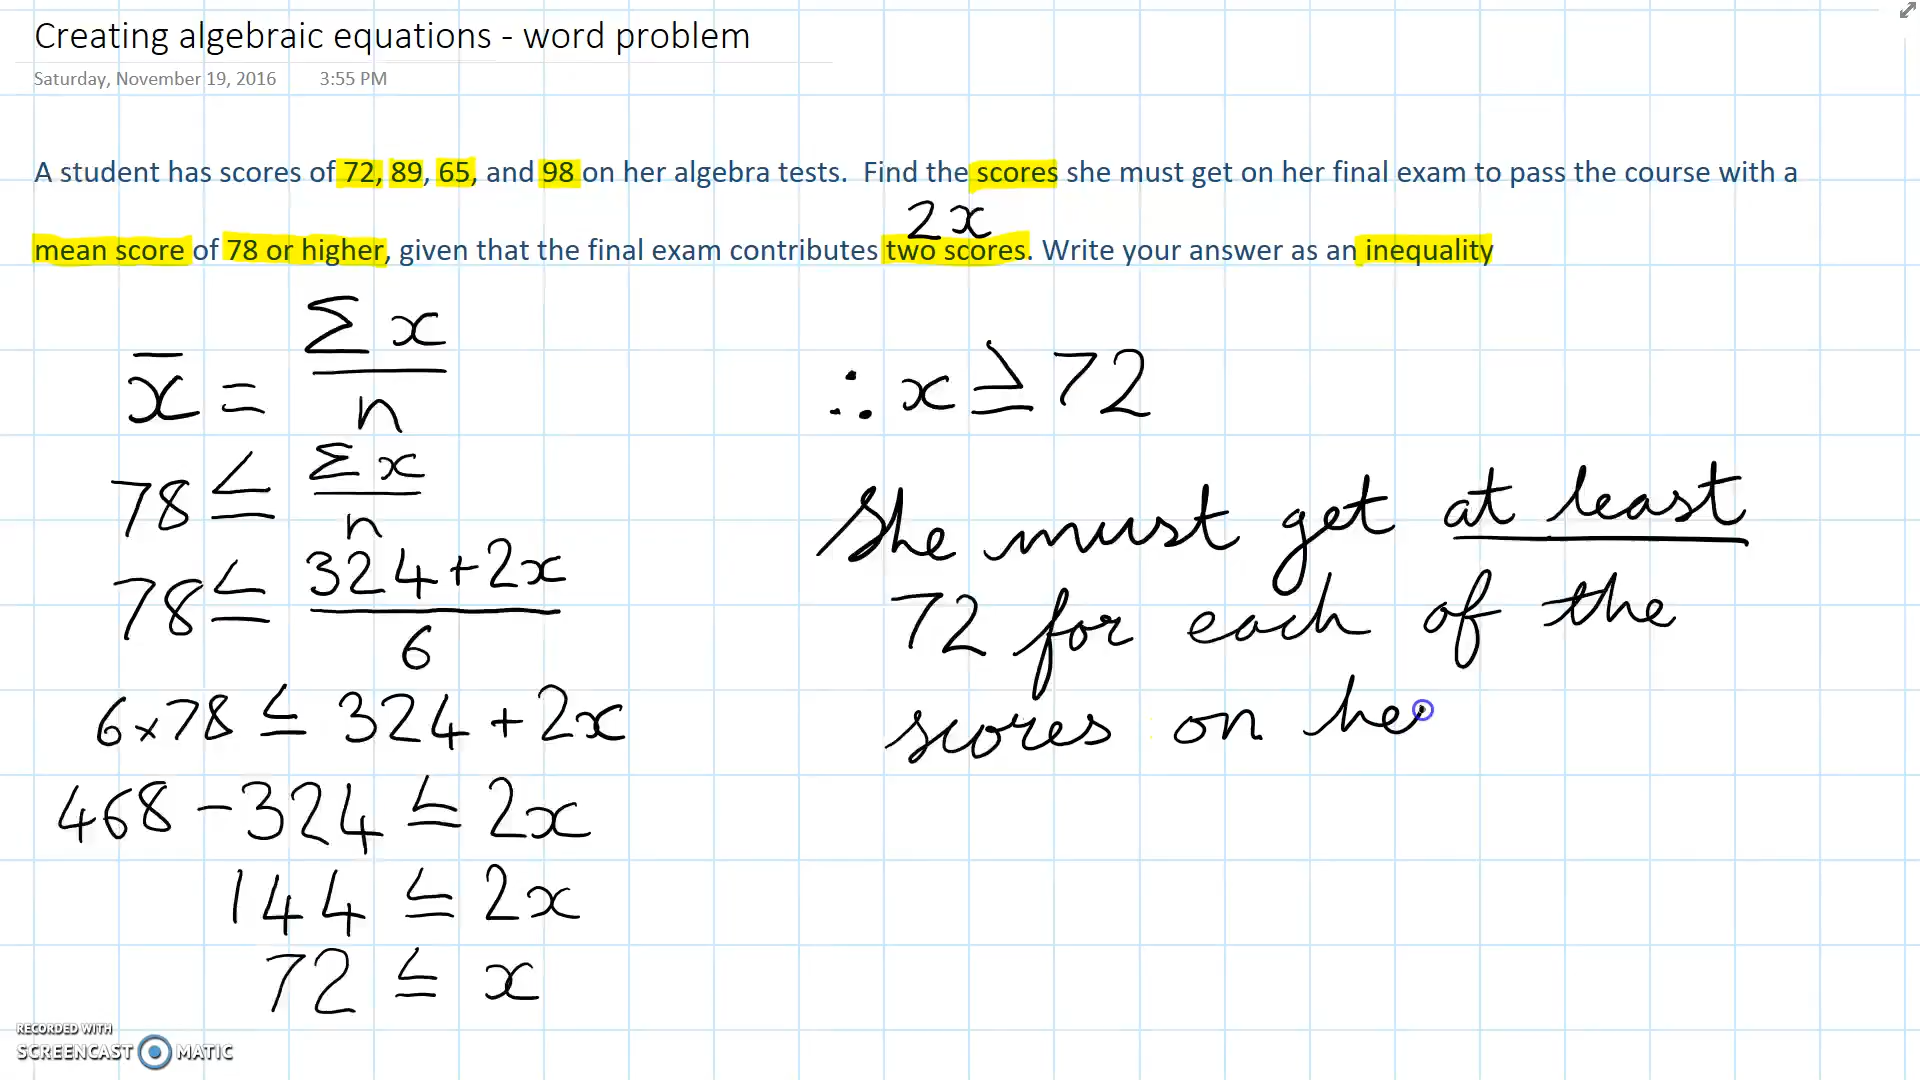 Creating algebraic equations - word problem
Saturday, November 19, 2016 3:55 PM
A student has scores of 72, 89, 65, and 98 on her algebra tests. Find the scores she must get on her final exam to pass the course with a
2x
mean score of 78 or higher, given that the final exam contributes two scores. Write your answer as an inequality
x̄ = Σx / n
78 ≤ Σx / n
78 ≤ 324+2x / 6
6×78 ≤ 324+2x
468-324 ≤ 2x
144 ≤ 2x
72 ≤ x
∴ x ≥ 72
She must get at least
72 for each of the
scores on he
RECORDED WITH
SCREENCAST MATIC